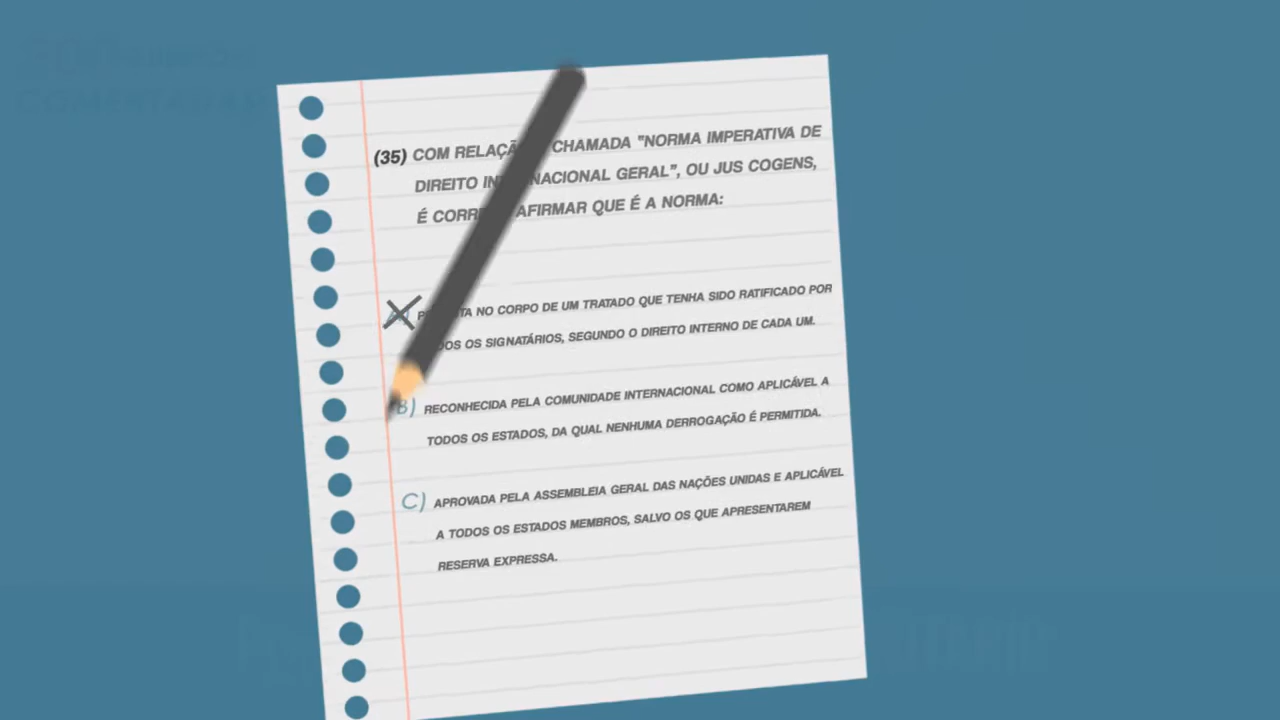 (35) COM RELAÇÃ CHAMADA "NORMA IMPERATIVA DE
DIREITO IN NACIONAL GERAL", OU JUS COGENS,
É CORRE AFIRMAR QUE É A NORMA:
NO CORPO DE UM TRATADO QUE TENHA SIDO RATIFICADO POR
OS SIGNATÁRIOS, SEGUNDO O DIREITO INTERNO DE CADA UM.
B) RECONHECIDA PELA COMUNIDADE INTERNACIONAL COMO APLICÁVEL A
TODOS OS ESTADOS, DA QUAL NENHUMA DERROGAÇÃO É PERMITIDA.
C) APROVADA PELA ASSEMBLEIA GERAL DAS NAÇÕES UNIDAS E APLICÁVEL
A TODOS OS ESTADOS MEMBROS, SALVO OS QUE APRESENTAREM
RESERVA EXPRESSA.